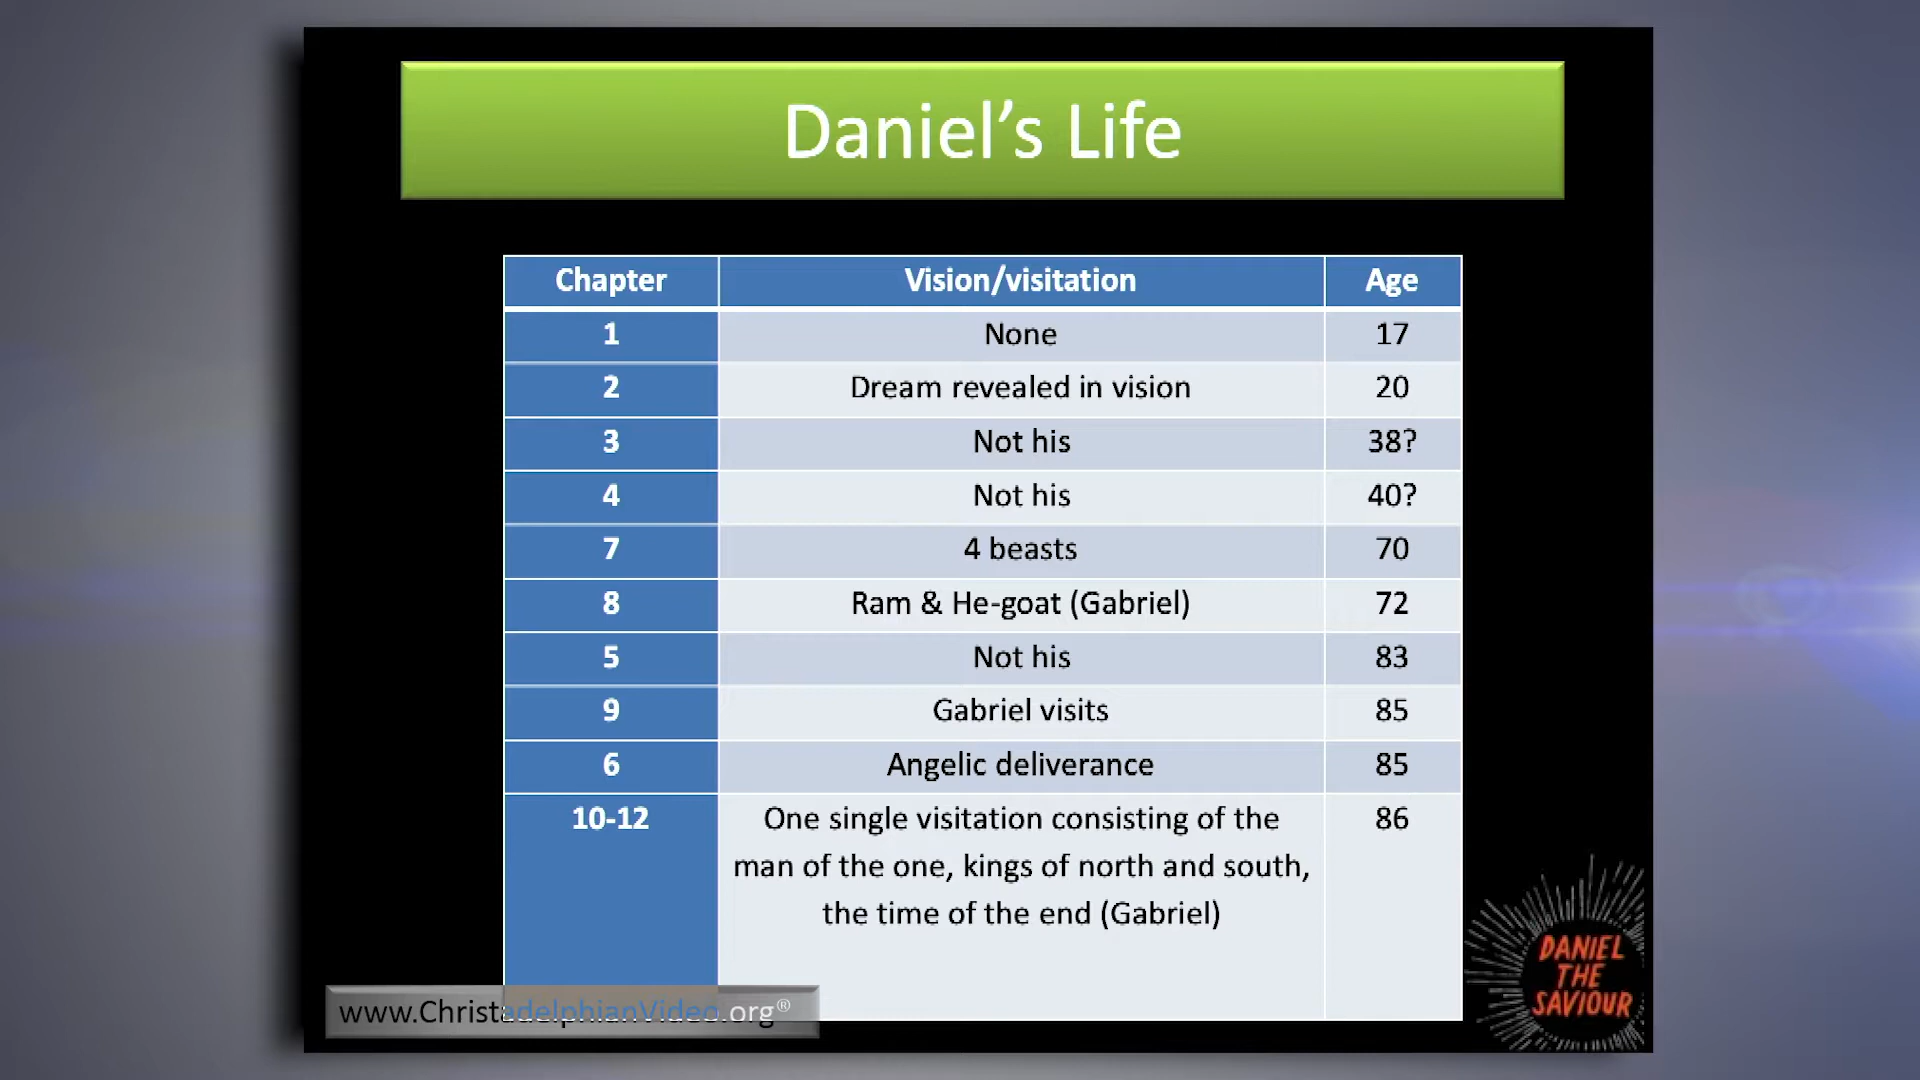 Daniel's Life
Chapter Vision/visitation Age
1 None 17
2 Dream revealed in vision 20
3 Not his 38?
4 Not his 40?
7 4 beasts 70
8 Ram & He-goat (Gabriel) 72
5 Not his 83
9 Gabriel visits 85
6 Angelic deliverance 85
10-12 One single visitation consisting of the 86
man of the one, kings of north and south,
the time of the end (Gabriel)
DANIEL
THE
SAVIOUR
www.ChristadelphianVideo.org®